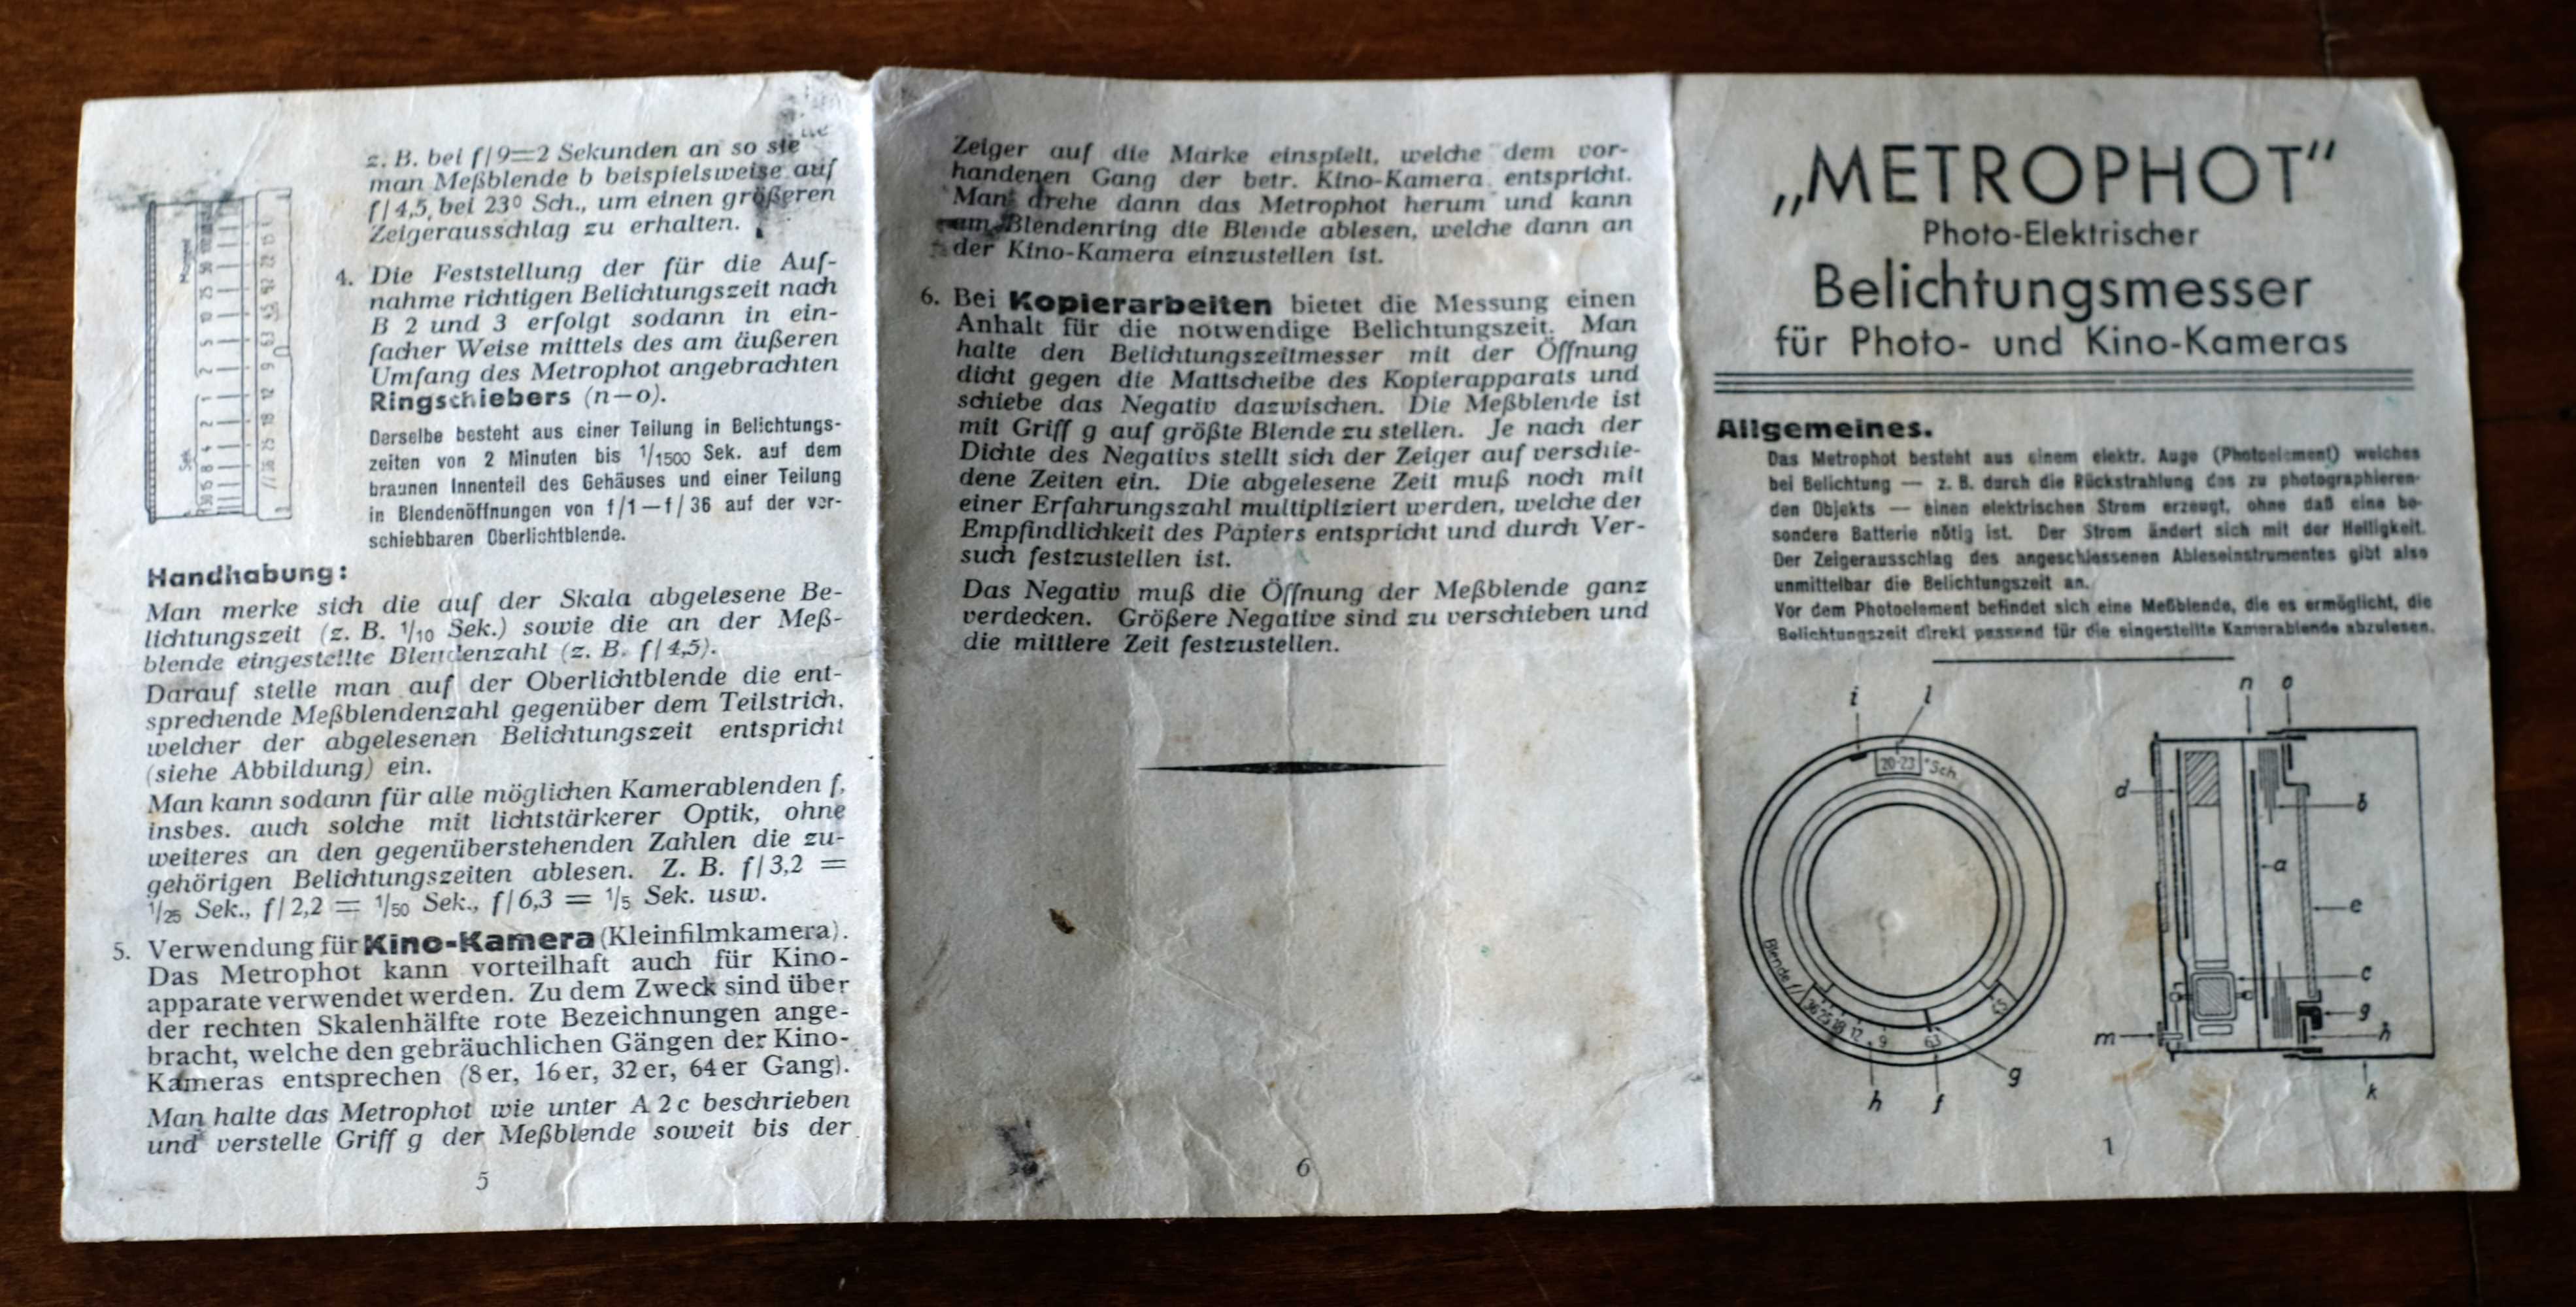 z. B. bei f/9=2 Sekunden an so stelle
man Meßblende b beispielsweise auf
f/4,5, bei 23º Sch., um einen größeren
Zeigerausschlag zu erhalten.
4. Die Feststellung der für die Auf-
nahme richtigen Belichtungszeit nach
B 2 und 3 erfolgt sodann in ein-
facher Weise mittels des am äußeren
Umfang des Metrophot angebrachten
Ringschiebers (n—o).
Derselbe besteht aus einer Teilung in Belichtungs-
zeiten von 2 Minuten bis 1/1500 Sek. auf dem
braunen Innenteil des Gehäuses und einer Teilung
in Blendenöffnungen von f/1—f/36 auf der ver-
schiebbaren Oberlichtblende.
Handhabung:
Man merke sich die auf der Skala abgelesene Be-
lichtungszeit (z. B. 1/10 Sek.) sowie die an der Meß-
blende eingestellte Blendenzahl (z. B. f/4,5).
Darauf stelle man auf der Oberlichtblende die ent-
sprechende Meßblendenzahl gegenüber dem Teilstrich,
welcher der abgelesenen Belichtungszeit entspricht
(siehe Abbildung) ein.
Man kann sodann für alle möglichen Kamerablenden f,
insbes. auch solche mit lichtstärkerer Optik, ohne
weiteres an den gegenüberstehenden Zahlen die zu-
gehörigen Belichtungszeiten ablesen. Z. B. f/3,2 =
1/25 Sek., f/2,2 = 1/50 Sek., f/6,3 = 1/5 Sek. usw.
5. Verwendung für Kino-Kamera (Kleinfilmkamera).
Das Metrophot kann vorteilhaft auch für Kino-
apparate verwendet werden. Zu dem Zweck sind über
der rechten Skalenhälfte rote Bezeichnungen ange-
bracht, welche den gebräuchlichen Gängen der Kino-
Kameras entsprechen (8er, 16er, 32er, 64er Gang).
Man halte das Metrophot wie unter A 2 c beschrieben
und verstelle Griff g der Meßblende soweit bis der
5
Zeiger auf die Marke einspielt, welche dem vor-
handenen Gang der betr. Kino-Kamera entspricht.
Man drehe dann das Metrophot herum und kann
am Blendenring die Blende ablesen, welche dann an
der Kino-Kamera einzustellen ist.
6. Bei Kopierarbeiten bietet die Messung einen
Anhalt für die notwendige Belichtungszeit. Man
halte den Belichtungszeitmesser mit der Öffnung
dicht gegen die Mattscheibe des Kopierapparats und
schiebe das Negativ dazwischen. Die Meßblende ist
mit Griff g auf größte Blende zu stellen. Je nach der
Dichte des Negativs stellt sich der Zeiger auf verschie-
dene Zeiten ein. Die abgelesene Zeit muß noch mit
einer Erfahrungszahl multipliziert werden, welche der
Empfindlichkeit des Papiers entspricht und durch Ver-
such festzustellen ist.
Das Negativ muß die Öffnung der Meßblende ganz
verdecken. Größere Negative sind zu verschieben und
die mittlere Zeit festzustellen.
6
„METROPHOT“
Photo-Elektrischer
Belichtungsmesser
für Photo- und Kino-Kameras
Allgemeines.
Das Metrophot besteht aus einem elektr. Auge (Photoelement) welches
bei Belichtung — z. B. durch die Rückstrahlung des zu photographieren-
den Objekts — einen elektrischen Strom erzeugt, ohne daß eine be-
sondere Batterie nötig ist. Der Strom ändert sich mit der Helligkeit.
Der Zeigerausschlag des angeschlossenen Ableseinstrumentes gibt also
unmittelbar die Belichtungszeit an.
Vor dem Photoelement befindet sich eine Meßblende, die es ermöglicht, die
Belichtungszeit direkt passend für die eingestellte Kamerablende abzulesen.
i l
20-23 ° Sch.
Blende f/
36 25 18 12 9 6,3 4,5
h f g
n o
d b
a
e
c
g
m h
k
1